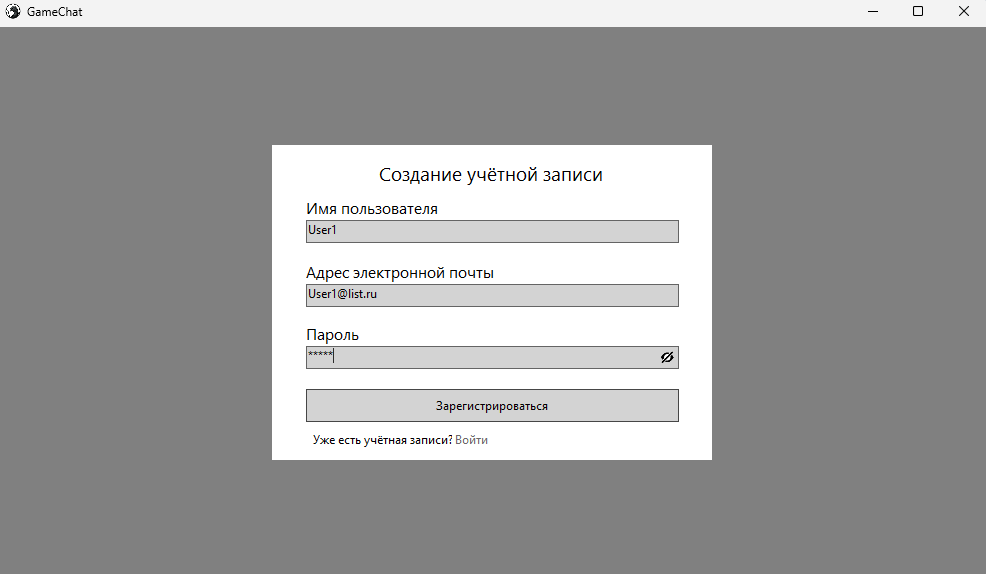 GameChat
Создание учётной записи
Имя пользователя
User1
Адрес электронной почты
User1@list.ru
Пароль
*****
Зарегистрироваться
Уже есть учётная записи? Войти